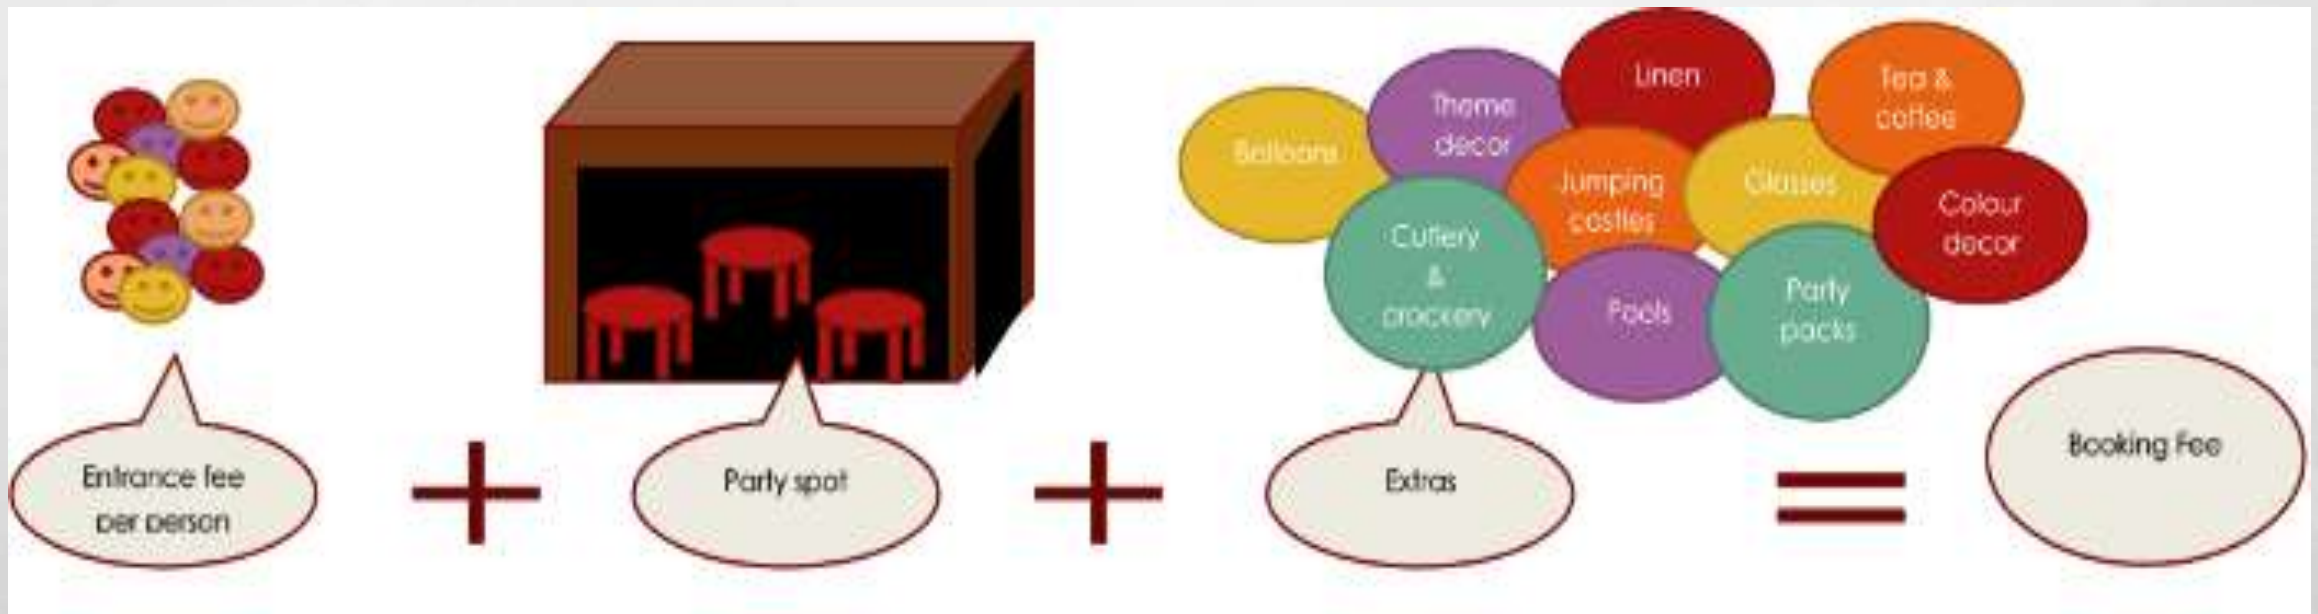 Balloons
Theme
decor
Linen
Tea &
coffee
Jumping
castles
Glasses
Colour
decor
Cutlery
&
crockery
Pools
Party
packs
Entrance fee
per person
+
Party spot
+
Extras
=
Booking Fee